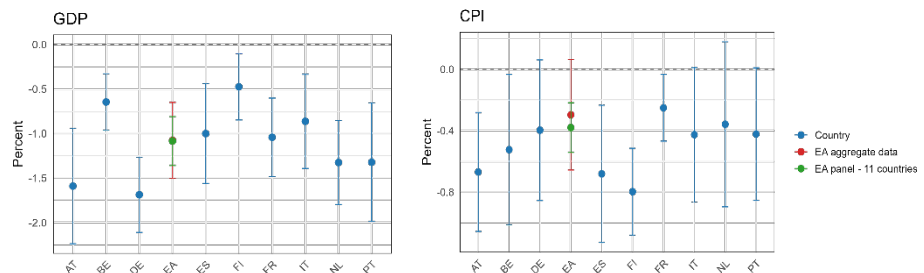 GDP
Percent
0.0
-0.5
-1.0
-1.5
-2.0
AT BE DE EA ES FI FR IT NL PT
CPI
Percent
0.0
-0.4
-0.8
AT BE DE EA ES FI FR IT NL PT
Country
EA aggregate data
EA panel - 11 countries